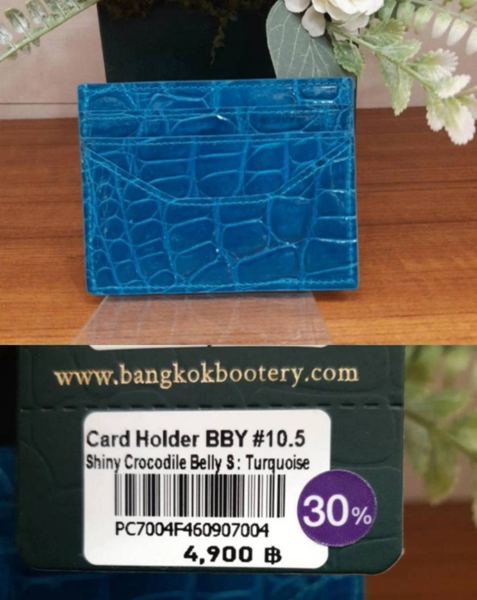 www.bangkokbootery.com
Card Holder BBY #10.5
Shiny Crocodile Belly S: Turquoise
PC7004F460907004
4,900 ฿
30%